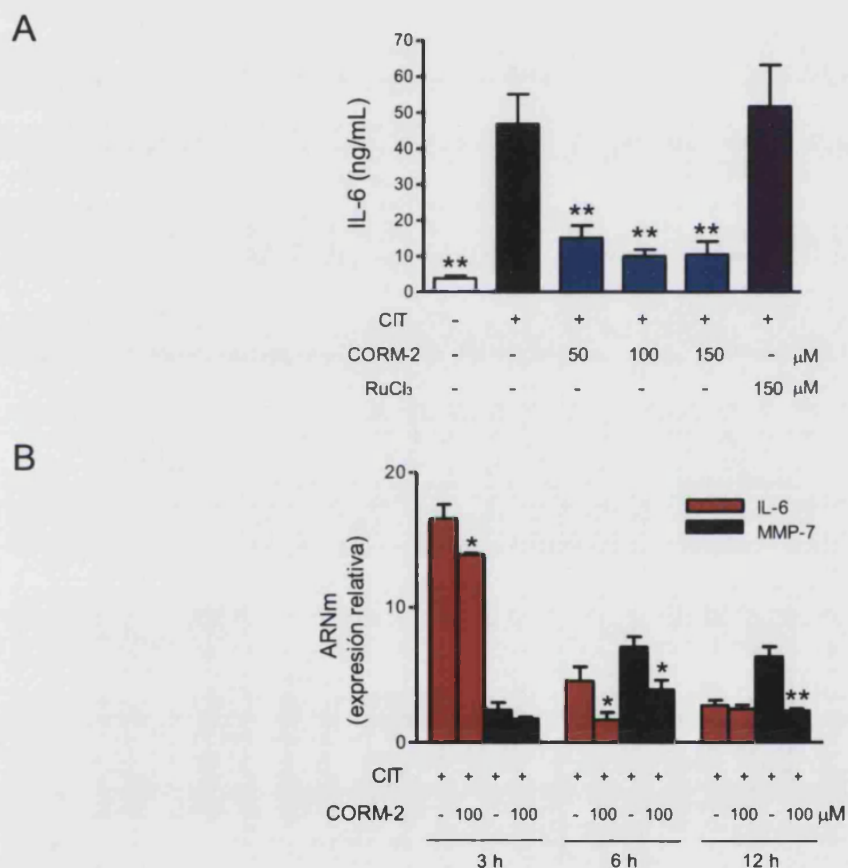 A
70
60
50
40
30
20
10
0
IL-6 (ng/mL)
** ** ** **
CIT - + + + + +
CORM-2 - - 50 100 150 - µM
RuCl₃ - - - - - 150 µM
B
20
10
0
ARNm
(expresión relativa)
IL-6
MMP-7
* * * **
CIT + + + + + + + + + + + +
CORM-2 - 100 - 100 - 100 - 100 - 100 - 100 µM
3 h 6 h 12 h